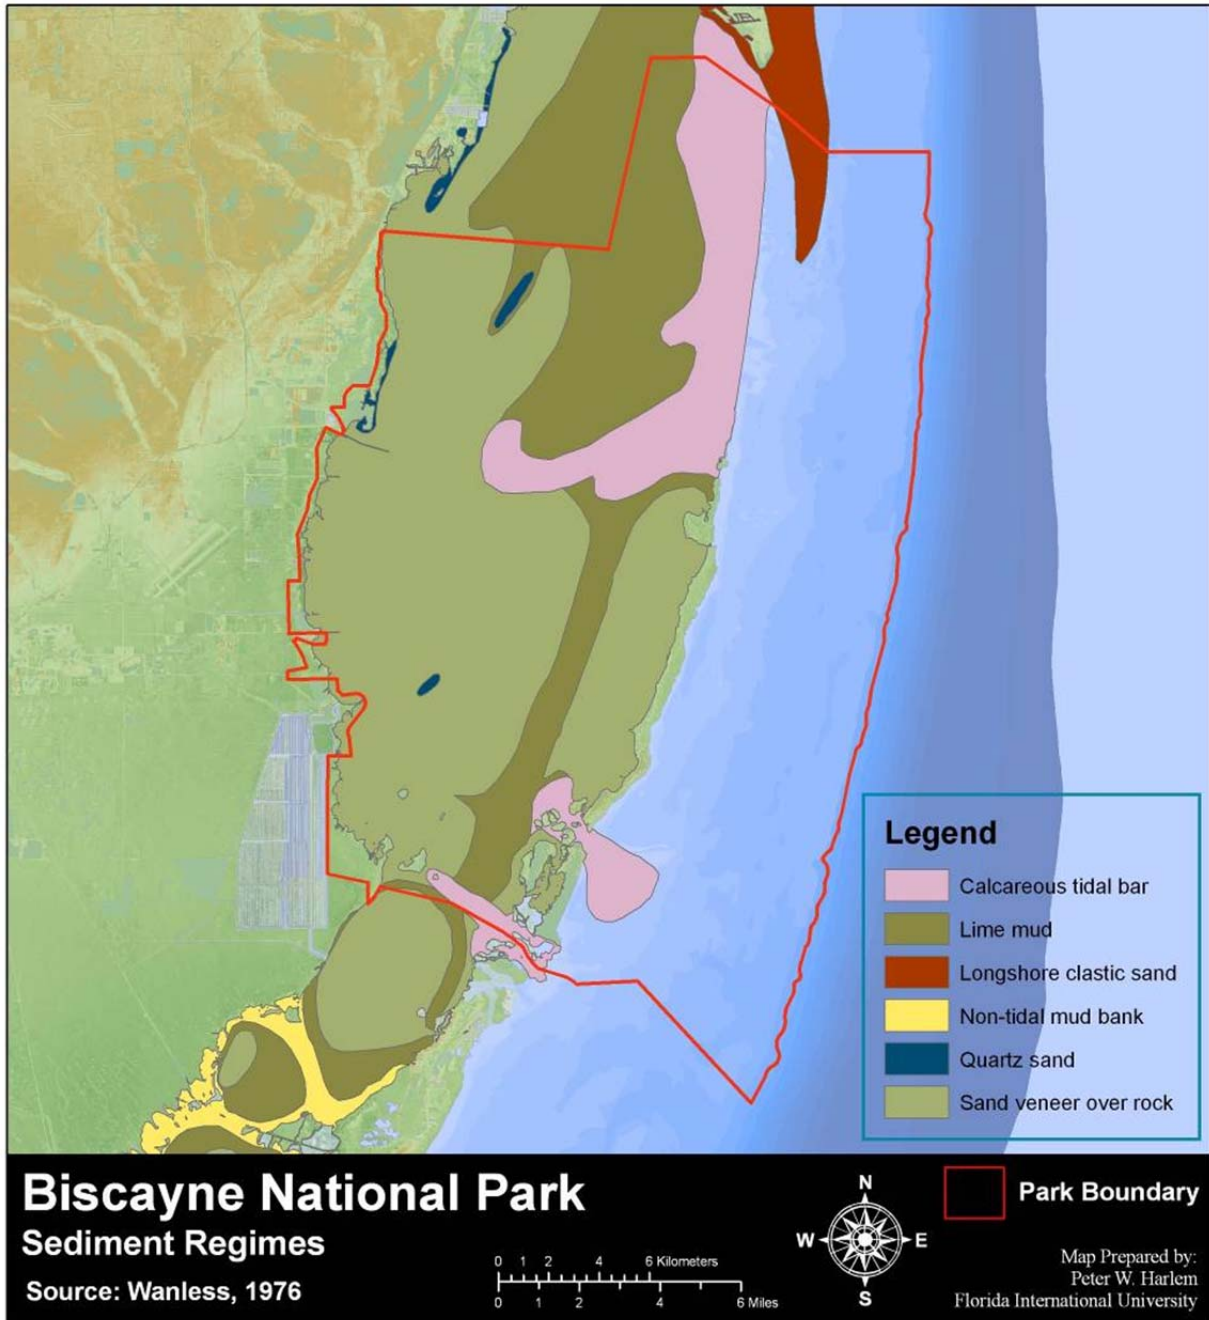 Legend
Calcareous tidal bar
Lime mud
Longshore clastic sand
Non-tidal mud bank
Quartz sand
Sand veneer over rock
Biscayne National Park
Sediment Regimes
Source: Wanless, 1976
0 1 2 4 6 Kilometers
0 1 2 4 6 Miles
N
W E
S
Park Boundary
Map Prepared by:
Peter W. Harlem
Florida International University